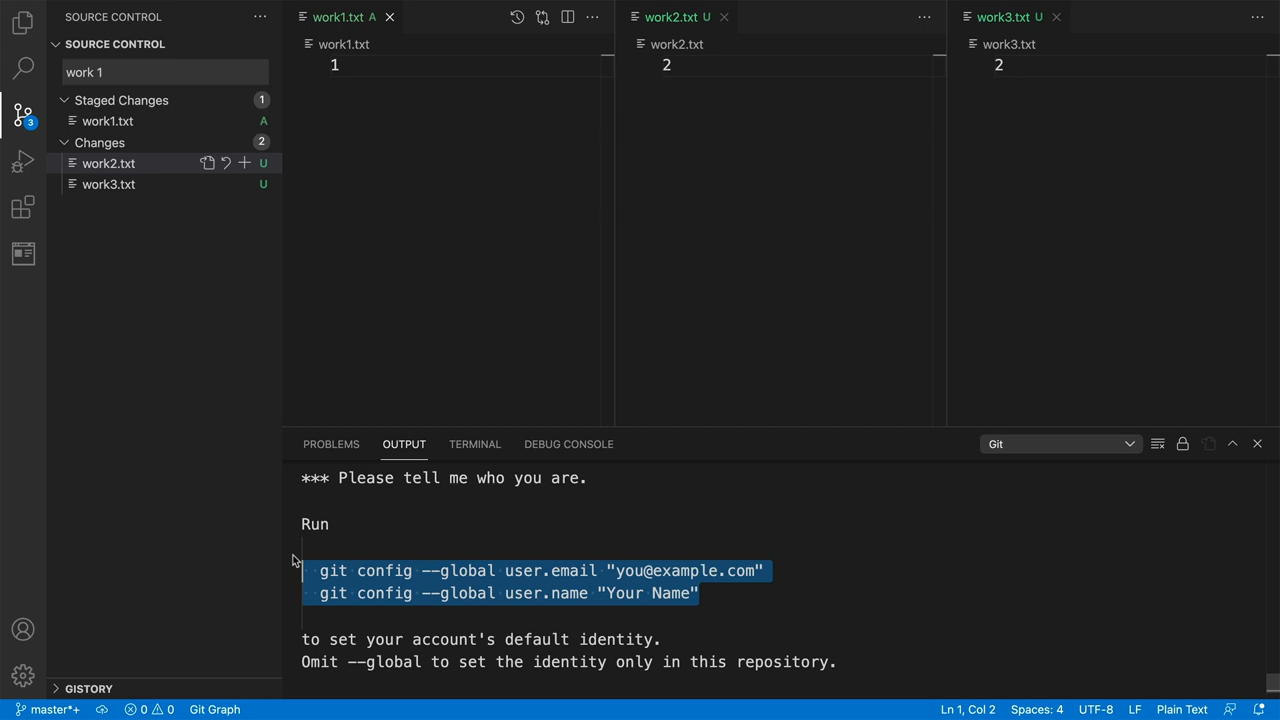 SOURCE CONTROL
SOURCE CONTROL
work 1
Staged Changes 1
work1.txt A
Changes 2
work2.txt U
work3.txt U
3
GISTORY
work1.txt A
work1.txt
1
work2.txt U
work2.txt
2
work3.txt U
work3.txt
2
PROBLEMS OUTPUT TERMINAL DEBUG CONSOLE Git
*** Please tell me who you are.
Run
git config --global user.email "you@example.com"
git config --global user.name "Your Name"
to set your account's default identity.
Omit --global to set the identity only in this repository.
master*+ 0 0 Git Graph Ln 1, Col 2 Spaces: 4 UTF-8 LF Plain Text